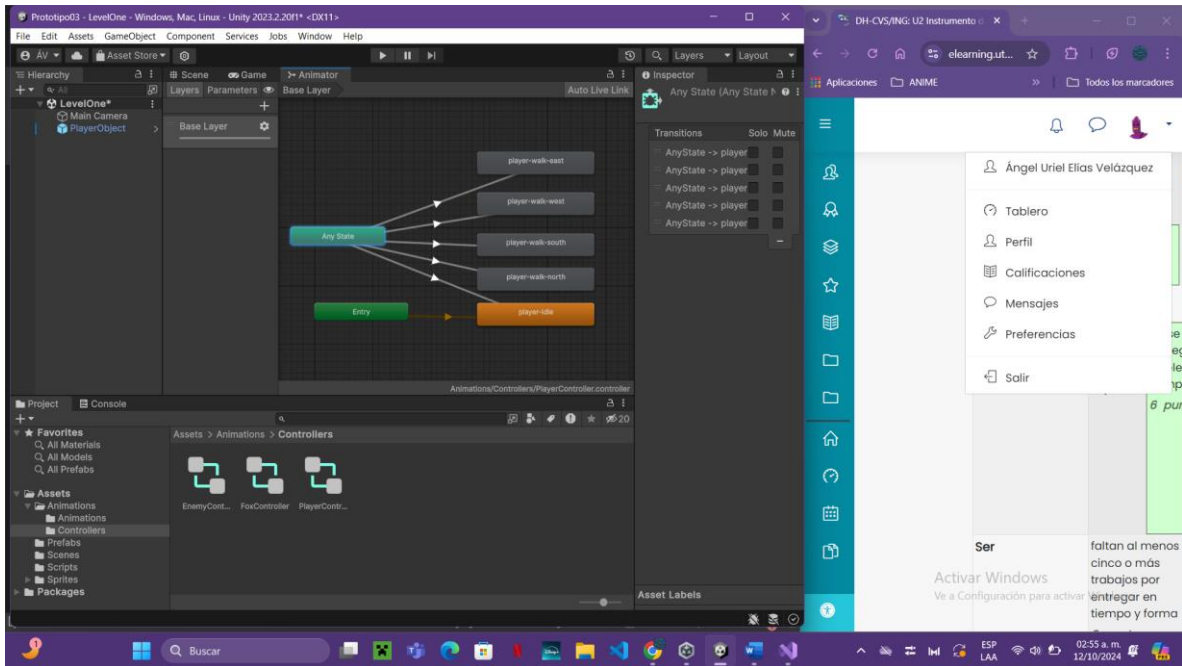 Prototipo03 - LevelOne - Windows, Mac, Linux - Unity 2023.2.20f1* <DX11>
File Edit Assets GameObject Component Services Jobs Window Help
ÁV Asset Store Layers Layout
Hierarchy
All
LevelOne*
Main Camera
PlayerObject
Scene Game Animator
Layers Parameters Base Layer Auto Live Link
Base Layer
player-walk-east
player-walk-west
Any State
player-walk-south
player-walk-north
Entry
player-idle
Animations/Controllers/PlayerController.controller
Inspector
Any State (Any State
Transitions Solo Mute
AnyState -> player
AnyState -> player
AnyState -> player
AnyState -> player
AnyState -> player
Asset Labels
Project Console
20
Favorites
All Materials
All Models
All Prefabs
Assets
Animations
Animations
Controllers
Prefabs
Scenes
Scripts
Sprites
Packages
Assets > Animations > Controllers
EnemyCont...
FoxController
PlayerContr...
DH-CVS/ING: U2 Instrumento
elearning.ut...
Aplicaciones ANIME Todos los marcadores
Ángel Uriel Elías Velázquez
Tablero
Perfil
Calificaciones
Mensajes
Preferencias
Salir
6
Ser
faltan al menos
cinco o más
trabajos por
entregar en
tiempo y forma
Activar Windows
Ve a Configuración para activar
Buscar
ESP
LAA
02:55 a. m.
12/10/2024